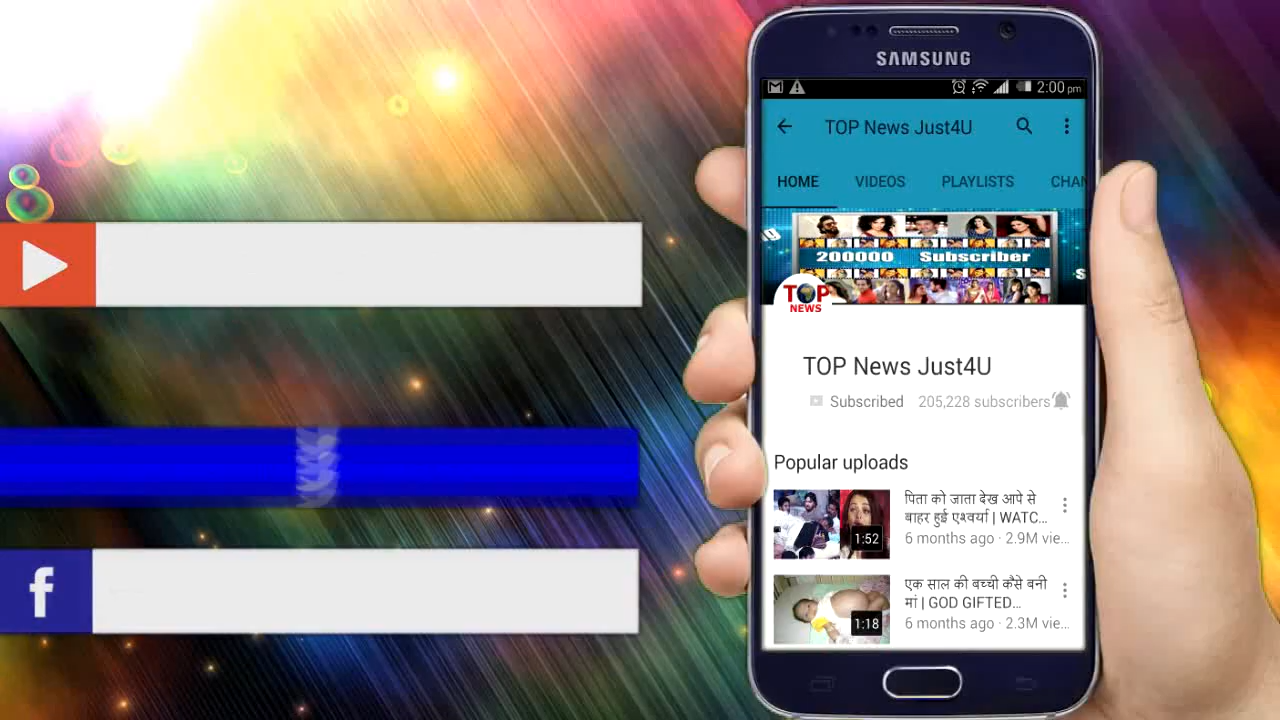 SAMSUNG
2:00 pm
TOP News Just4U
HOME VIDEOS PLAYLISTS CHAN
200000 Subscriber
TOP
NEWS
TOP News Just4U
Subscribed 205,228 subscribers
Popular uploads
पिता को जाता देख आपे से
बाहर हुई एश्वर्या | WATC...
1:52
6 months ago · 2.9M vie...
एक साल की बच्ची कैसे बनी
मां | GOD GIFTED...
1:18
6 months ago · 2.3M vie...
f